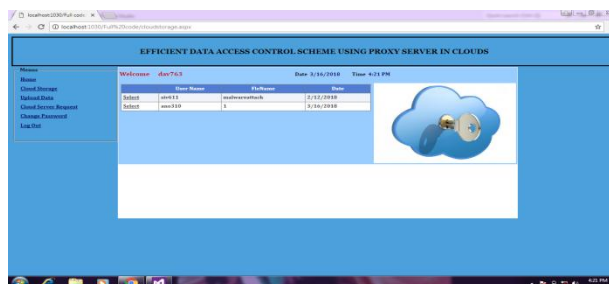 localhost:1030/Full code
localhost:1030/Full%20code/cloudstorage.aspx
EFFICIENT DATA ACCESS CONTROL SCHEME USING PROXY SERVER IN CLOUDS
Menus
Home
Cloud Storage
Upload Data
Cloud Server Request
Change Password
Log Out
Welcome dav763 Date 3/16/2018 Time 4:21 PM
User Name FileName Date
Select malwareattack 2/12/2018
Select 1 3/16/2018
4:21 PM